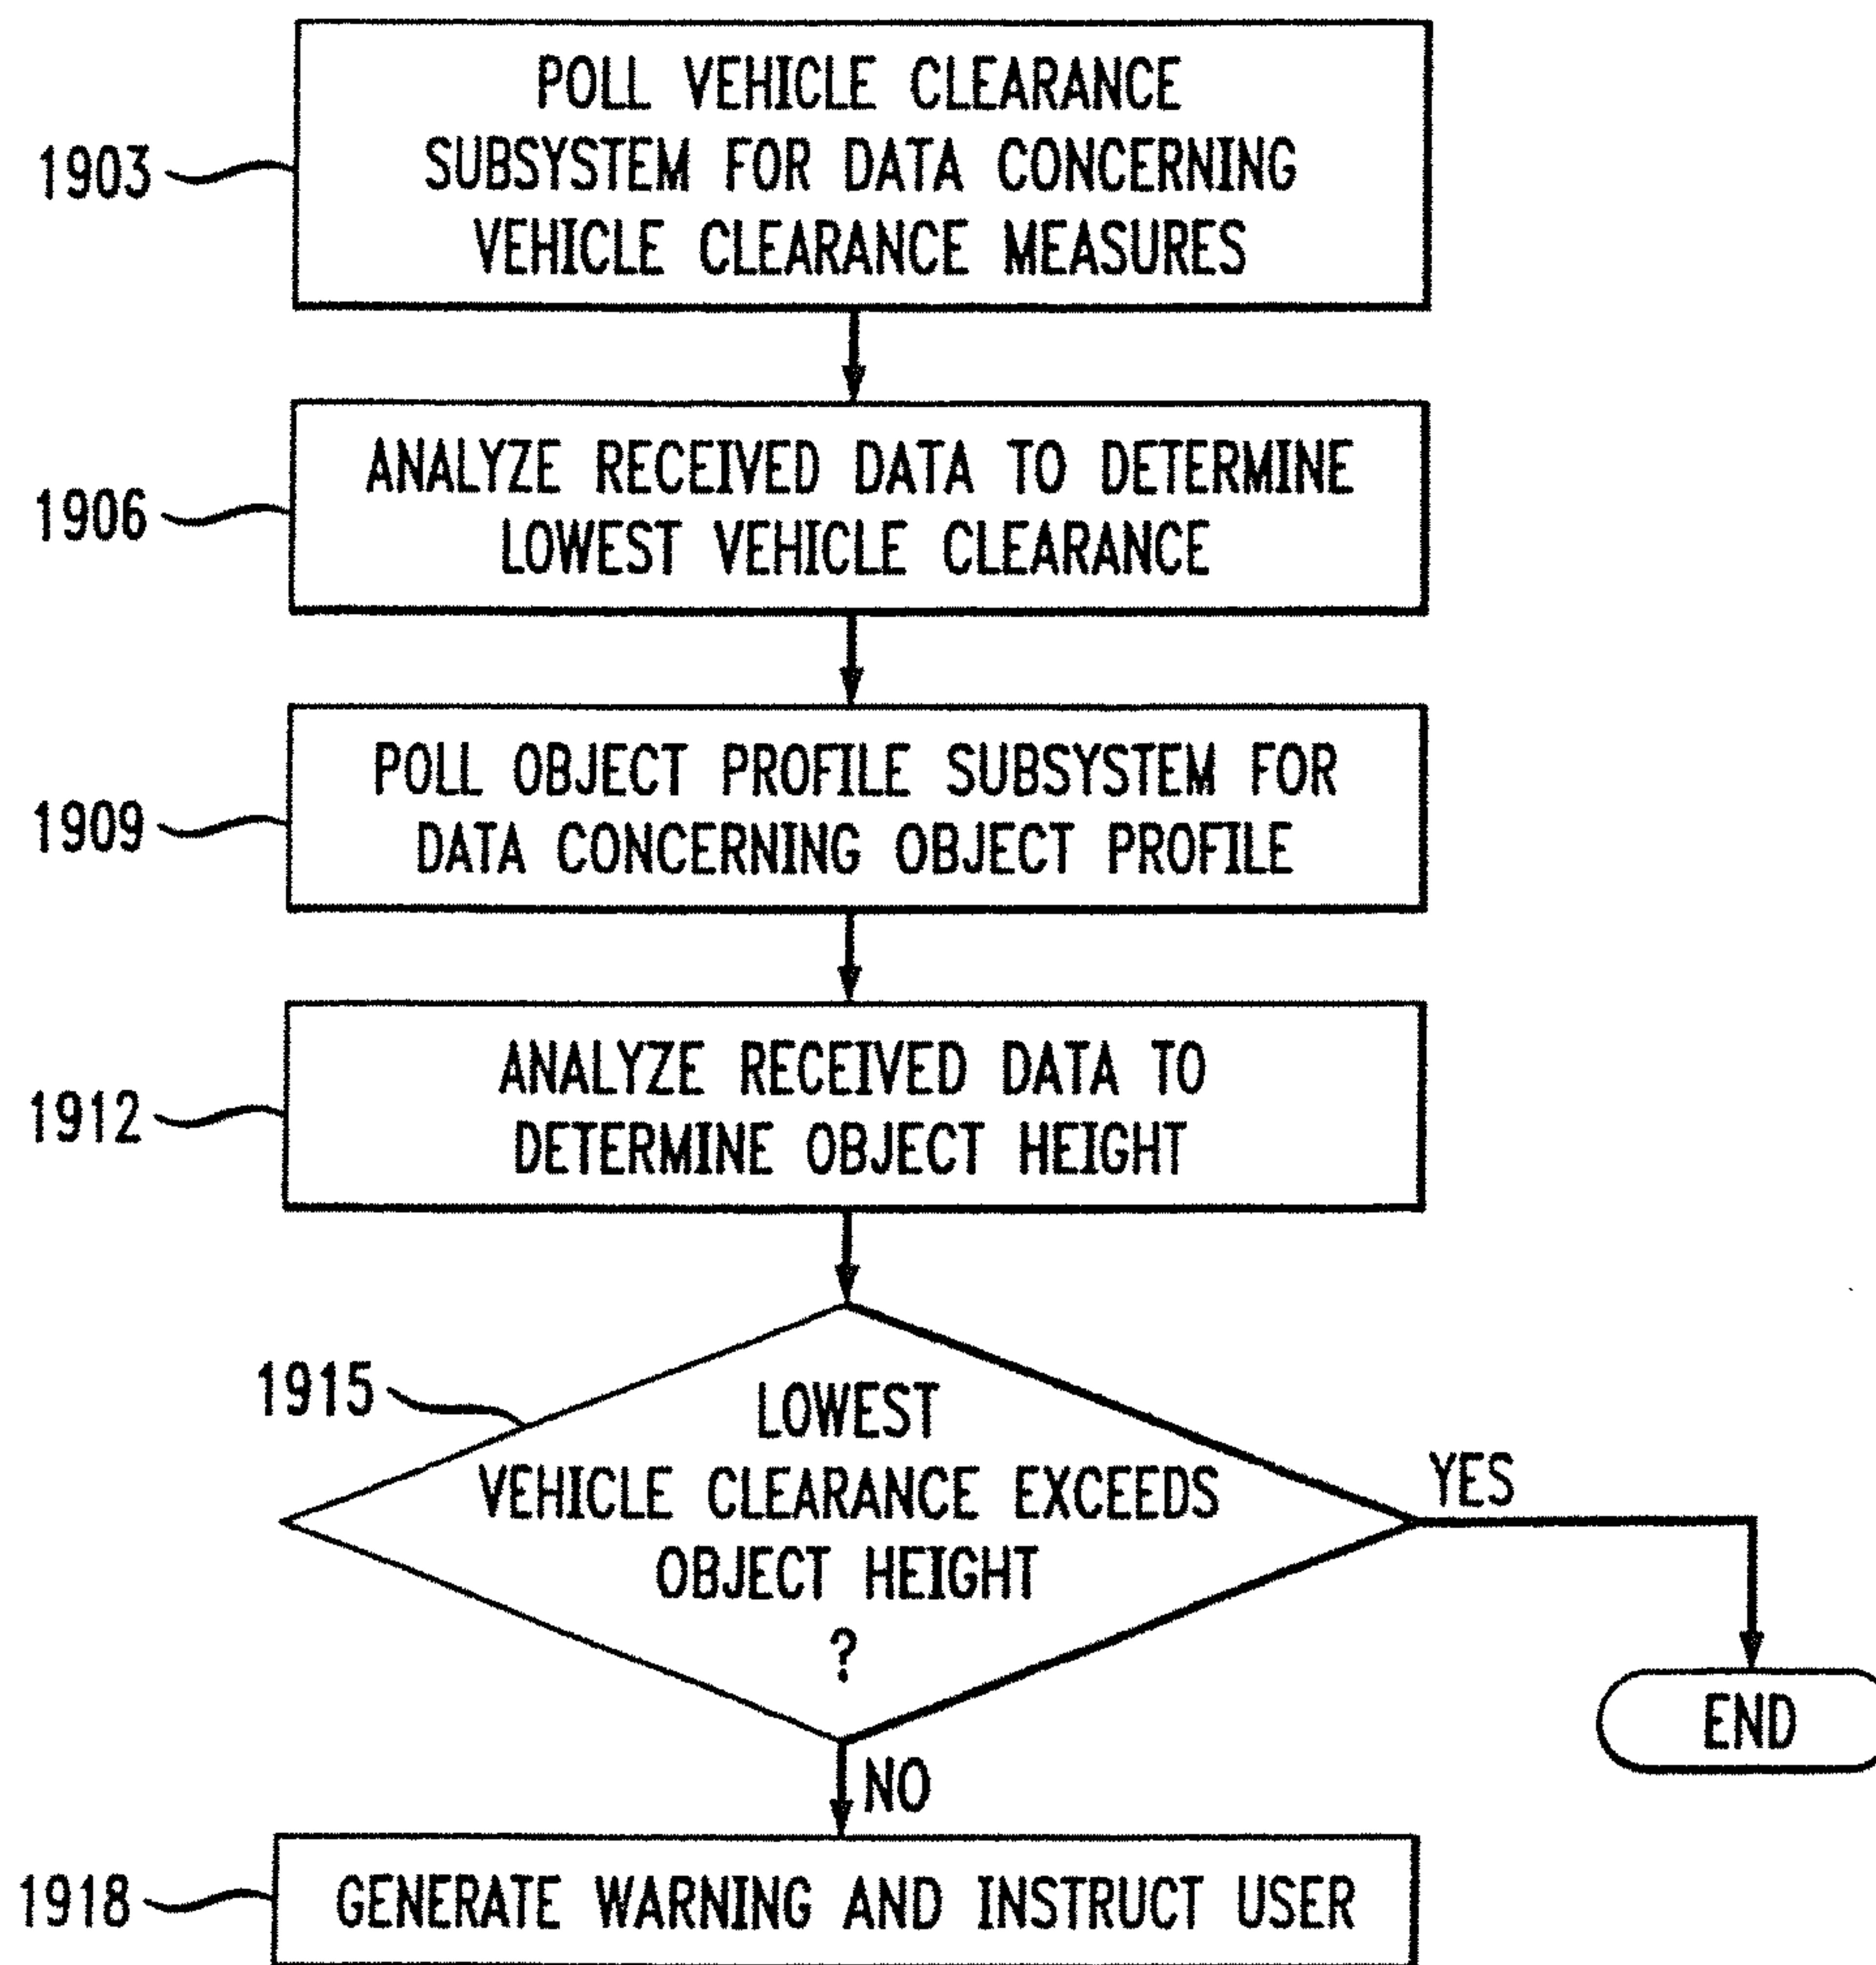 POLL VEHICLE CLEARANCE
SUBSYSTEM FOR DATA CONCERNING
VEHICLE CLEARANCE MEASURES
1903
ANALYZE RECEIVED DATA TO DETERMINE
LOWEST VEHICLE CLEARANCE
1906
POLL OBJECT PROFILE SUBSYSTEM FOR
DATA CONCERNING OBJECT PROFILE
1909
ANALYZE RECEIVED DATA TO
DETERMINE OBJECT HEIGHT
1912
1915
LOWEST
VEHICLE CLEARANCE EXCEEDS
OBJECT HEIGHT
?
YES
END
NO
1918
GENERATE WARNING AND INSTRUCT USER